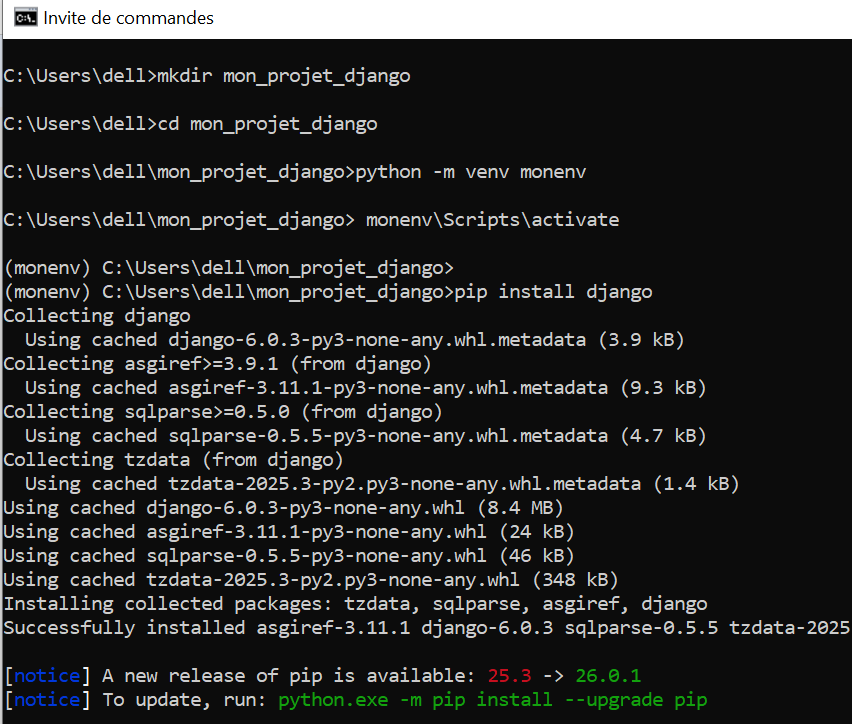 Invite de commandes
C:\Users\dell>mkdir mon_projet_django
C:\Users\dell>cd mon_projet_django
C:\Users\dell\mon_projet_django>python -m venv monenv
C:\Users\dell\mon_projet_django> monenv\Scripts\activate
(monenv) C:\Users\dell\mon_projet_django>
(monenv) C:\Users\dell\mon_projet_django>pip install django
Collecting django
  Using cached django-6.0.3-py3-none-any.whl.metadata (3.9 kB)
Collecting asgiref>=3.9.1 (from django)
  Using cached asgiref-3.11.1-py3-none-any.whl.metadata (9.3 kB)
Collecting sqlparse>=0.5.0 (from django)
  Using cached sqlparse-0.5.5-py3-none-any.whl.metadata (4.7 kB)
Collecting tzdata (from django)
  Using cached tzdata-2025.3-py2.py3-none-any.whl.metadata (1.4 kB)
Using cached django-6.0.3-py3-none-any.whl (8.4 MB)
Using cached asgiref-3.11.1-py3-none-any.whl (24 kB)
Using cached sqlparse-0.5.5-py3-none-any.whl (46 kB)
Using cached tzdata-2025.3-py2.py3-none-any.whl (348 kB)
Installing collected packages: tzdata, sqlparse, asgiref, django
Successfully installed asgiref-3.11.1 django-6.0.3 sqlparse-0.5.5 tzdata-2025
[notice] A new release of pip is available: 25.3 -> 26.0.1
[notice] To update, run: python.exe -m pip install --upgrade pip